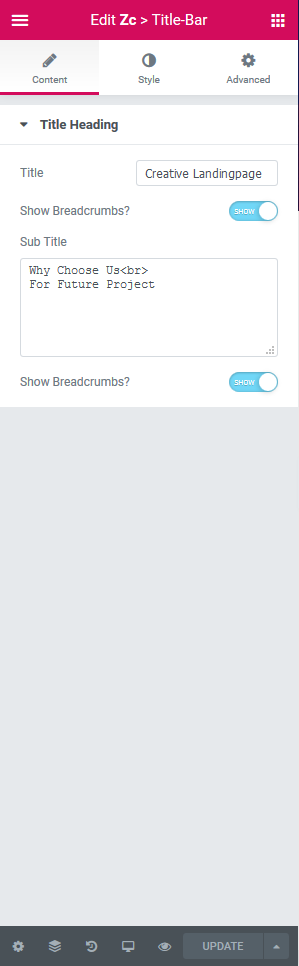 Edit Zc > Title-Bar
Content Style Advanced
Title Heading
Title Creative Landingpage
Show Breadcrumbs? SHOW
Sub Title
Why Choose Us<br>
For Future Project
Show Breadcrumbs? SHOW
UPDATE